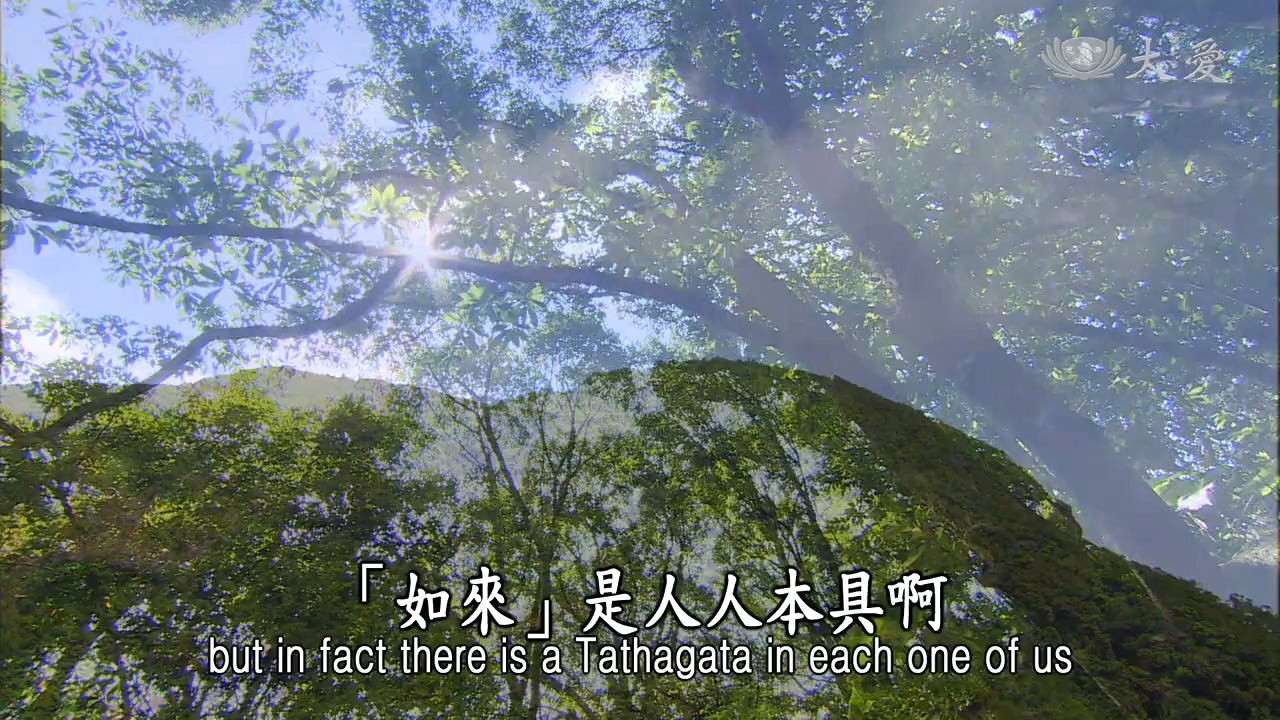 大愛
「如來」是人人本具啊
but in fact there is a Tathagata in each one of us